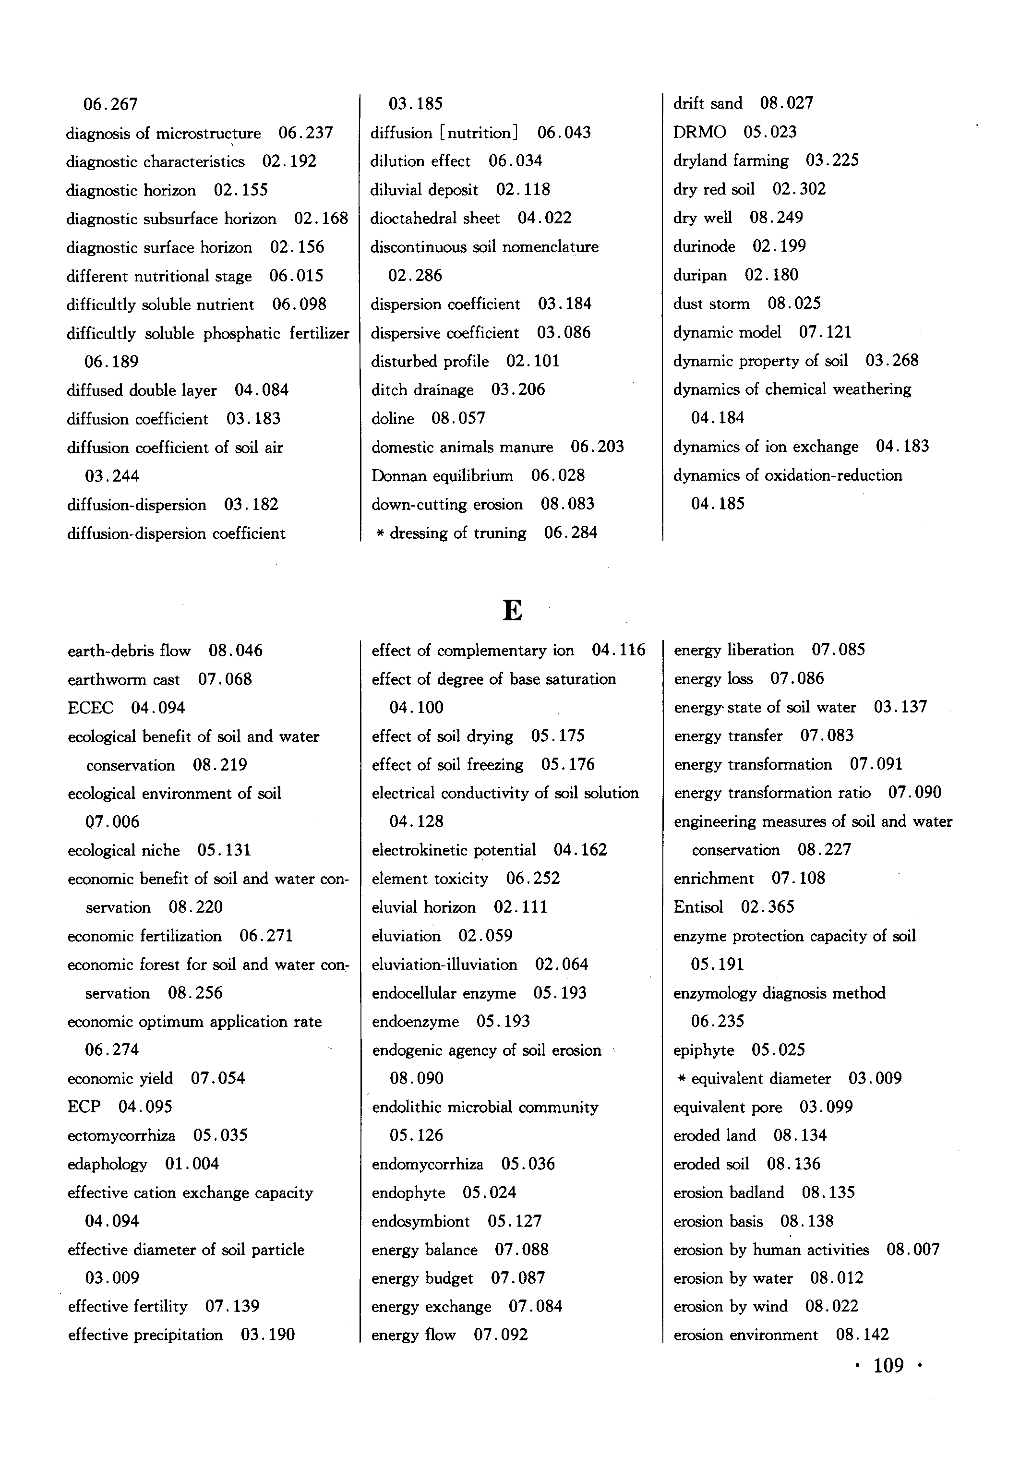 06.267
diagnosis of microstructure 06.237
diagnostic characteristics 02.192
diagnostic horizon 02.155
diagnostic subsurface horizon 02.168
diagnostic surface horizon 02.156
different nutritional stage 06.015
difficultly soluble nutrient 06.098
difficultly soluble phosphatic fertilizer
06.189
diffused double layer 04.084
diffusion coefficient 03.183
diffusion coefficient of soil air
03.244
diffusion-dispersion 03.182
diffusion-dispersion coefficient
03.185
diffusion [nutrition] 06.043
dilution effect 06.034
diluvial deposit 02.118
dioctahedral sheet 04.022
discontinuous soil nomenclature
02.286
dispersion coefficient 03.184
dispersive coefficient 03.086
disturbed profile 02.101
ditch drainage 03.206
doline 08.057
domestic animals manure 06.203
Donnan equilibrium 06.028
down-cutting erosion 08.083
* dressing of truning 06.284
drift sand 08.027
DRMO 05.023
dryland farming 03.225
dry red soil 02.302
dry well 08.249
durinode 02.199
duripan 02.180
dust storm 08.025
dynamic model 07.121
dynamic property of soil 03.268
dynamics of chemical weathering
04.184
dynamics of ion exchange 04.183
dynamics of oxidation-reduction
04.185
E
earth-debris flow 08.046
earthworm cast 07.068
ECEC 04.094
ecological benefit of soil and water
conservation 08.219
ecological environment of soil
07.006
ecological niche 05.131
economic benefit of soil and water con-
servation 08.220
economic fertilization 06.271
economic forest for soil and water con-
servation 08.256
economic optimum application rate
06.274
economic yield 07.054
ECP 04.095
ectomycorrhiza 05.035
edaphology 01.004
effective cation exchange capacity
04.094
effective diameter of soil particle
03.009
effective fertility 07.139
effective precipitation 03.190
effect of complementary ion 04.116
effect of degree of base saturation
04.100
effect of soil drying 05.175
effect of soil freezing 05.176
electrical conductivity of soil solution
04.128
electrokinetic potential 04.162
element toxicity 06.252
eluvial horizon 02.111
eluviation 02.059
eluviation-illuviation 02.064
endocellular enzyme 05.193
endoenzyme 05.193
endogenic agency of soil erosion
08.090
endolithic microbial community
05.126
endomycorrhiza 05.036
endophyte 05.024
endosymbiont 05.127
energy balance 07.088
energy budget 07.087
energy exchange 07.084
energy flow 07.092
energy liberation 07.085
energy loss 07.086
energy state of soil water 03.137
energy transfer 07.083
energy transformation 07.091
energy transformation ratio 07.090
engineering measures of soil and water
conservation 08.227
enrichment 07.108
Entisol 02.365
enzyme protection capacity of soil
05.191
enzymology diagnosis method
06.235
epiphyte 05.025
* equivalent diameter 03.009
equivalent pore 03.099
eroded land 08.134
eroded soil 08.136
erosion badland 08.135
erosion basis 08.138
erosion by human activities 08.007
erosion by water 08.012
erosion by wind 08.022
erosion environment 08.142
· 109 ·